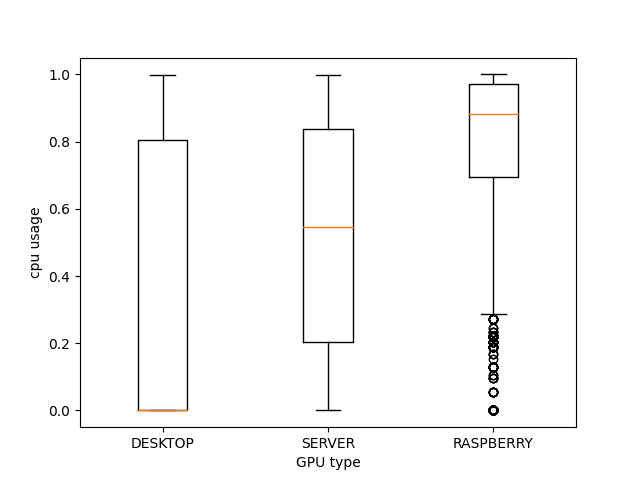 1.0
0.8
0.6
0.4
0.2
0.0
cpu usage
DESKTOP
SERVER
RASPBERRY
GPU type